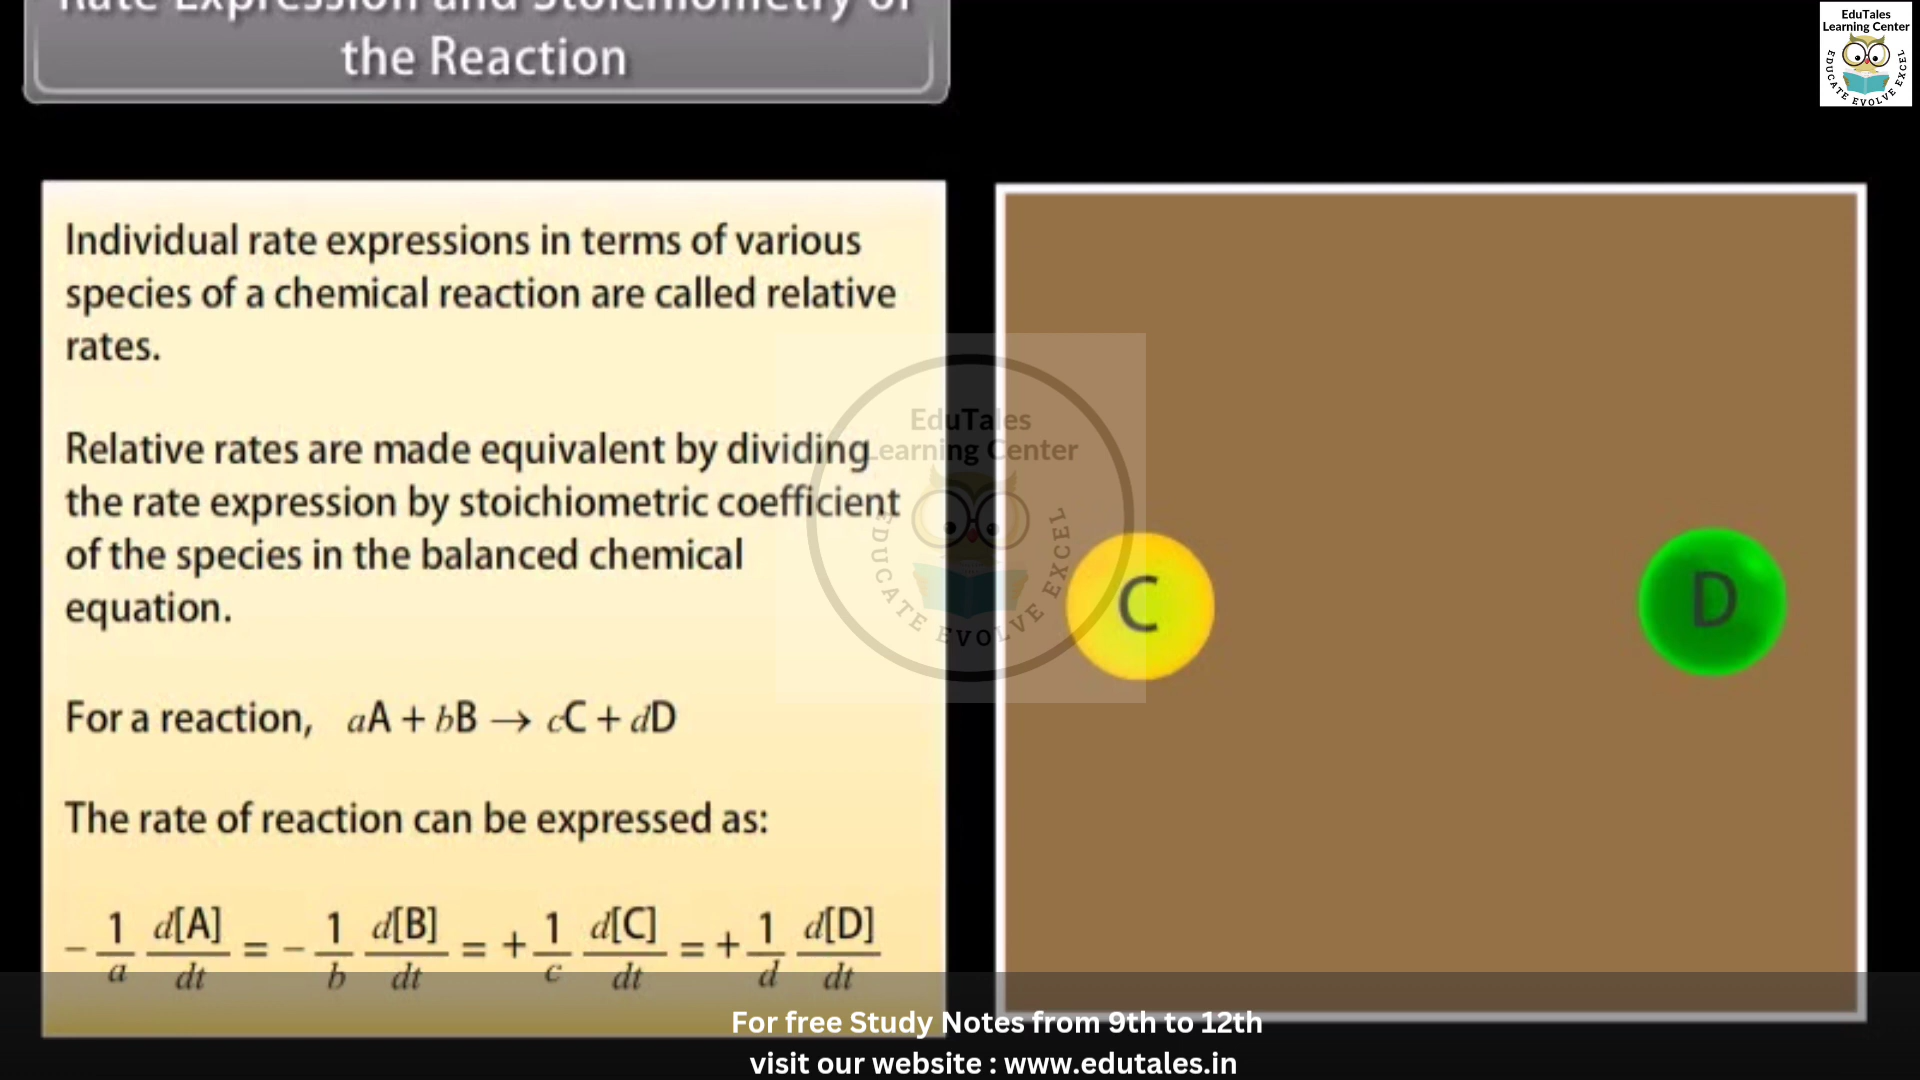 Rate Expression and Stoichiometry of
the Reaction
EduTales
Learning Center
EDUCATE EVOLVE EXCEL
Individual rate expressions in terms of various
species of a chemical reaction are called relative
rates.
Relative rates are made equivalent by dividing
the rate expression by stoichiometric coefficient
of the species in the balanced chemical
equation.
For a reaction, aA + bB → cC + dD
The rate of reaction can be expressed as:
− 1/a d[A]/dt = − 1/b d[B]/dt = + 1/c d[C]/dt = + 1/d d[D]/dt
EduTales
Learning Center
EDUCATE EVOLVE EXCEL
C
D
For free Study Notes from 9th to 12th
visit our website : www.edutales.in